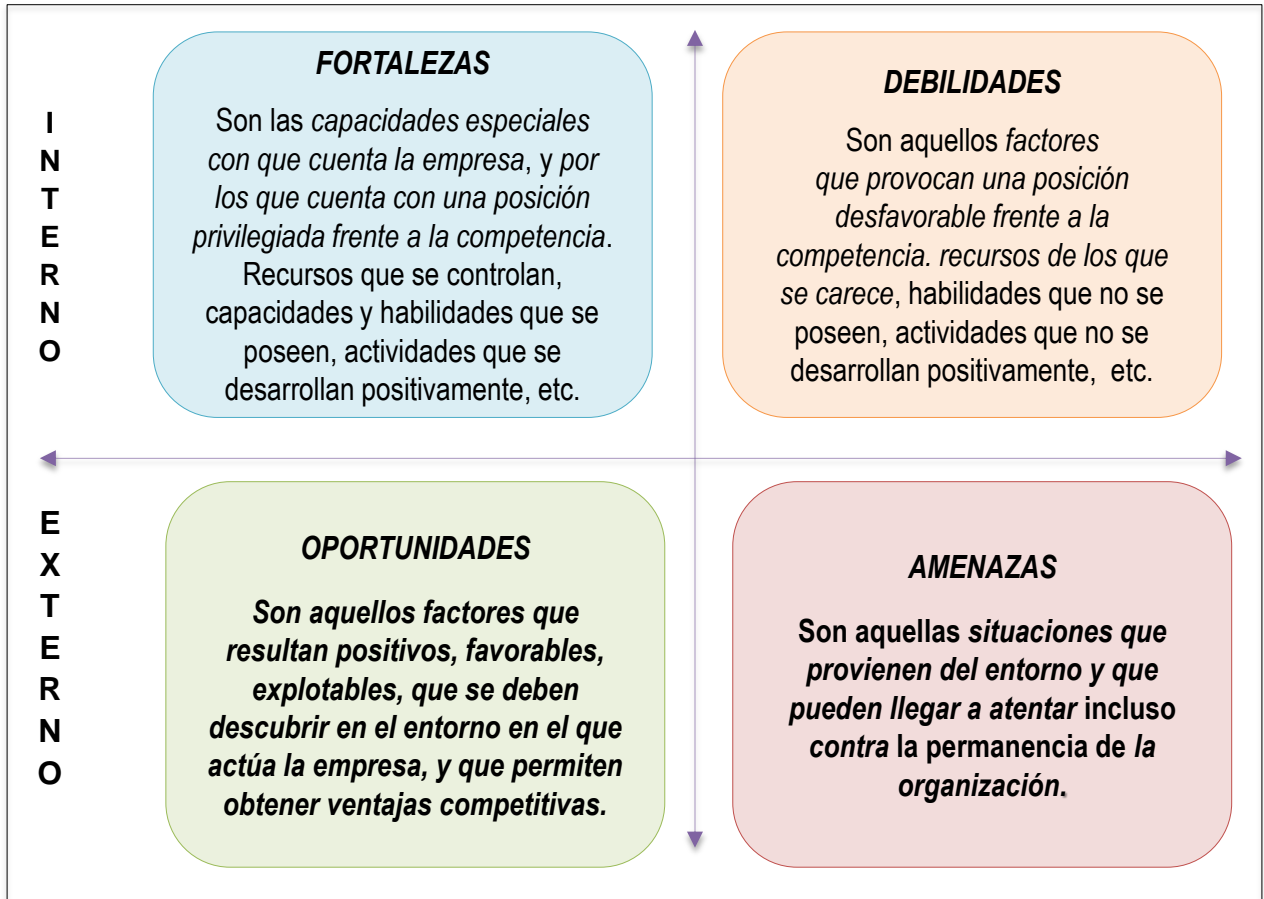 INTERNO
FORTALEZAS
Son las capacidades especiales
con que cuenta la empresa, y por
los que cuenta con una posición
privilegiada frente a la competencia.
Recursos que se controlan,
capacidades y habilidades que se
poseen, actividades que se
desarrollan positivamente, etc.
DEBILIDADES
Son aquellos factores
que provocan una posición
desfavorable frente a la
competencia. recursos de los que
se carece, habilidades que no se
poseen, actividades que no se
desarrollan positivamente, etc.
EXTERNO
OPORTUNIDADES
Son aquellos factores que
resultan positivos, favorables,
explotables, que se deben
descubrir en el entorno en el que
actúa la empresa, y que permiten
obtener ventajas competitivas.
AMENAZAS
Son aquellas situaciones que
provienen del entorno y que
pueden llegar a atentar incluso
contra la permanencia de la
organización.